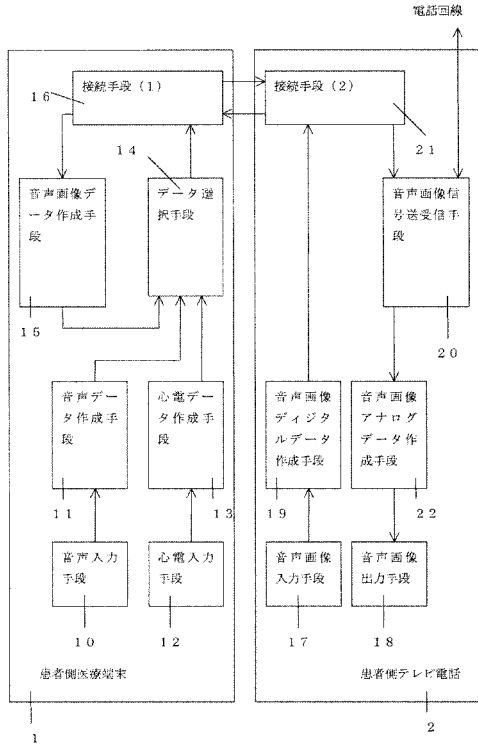 電話回線
接続手段（１）
１６
接続手段（２）
２１
１４
音声画像デ
ータ作成手
段
１５
データ選
択手段
音声画像信
号送受信手
段
２０
音声デー
タ作成手
段
１１
心電デー
タ作成手
段
１３
音声画像
ディジタ
ルデータ
作成手段
１９
音声画像
アナログ
データ作
成手段
２２
音声入力
手段
１０
心電入力
手段
１２
音声画像
入力手段
１７
音声画像
出力手段
１８
患者側医療端末
１
患者側テレビ電話
２